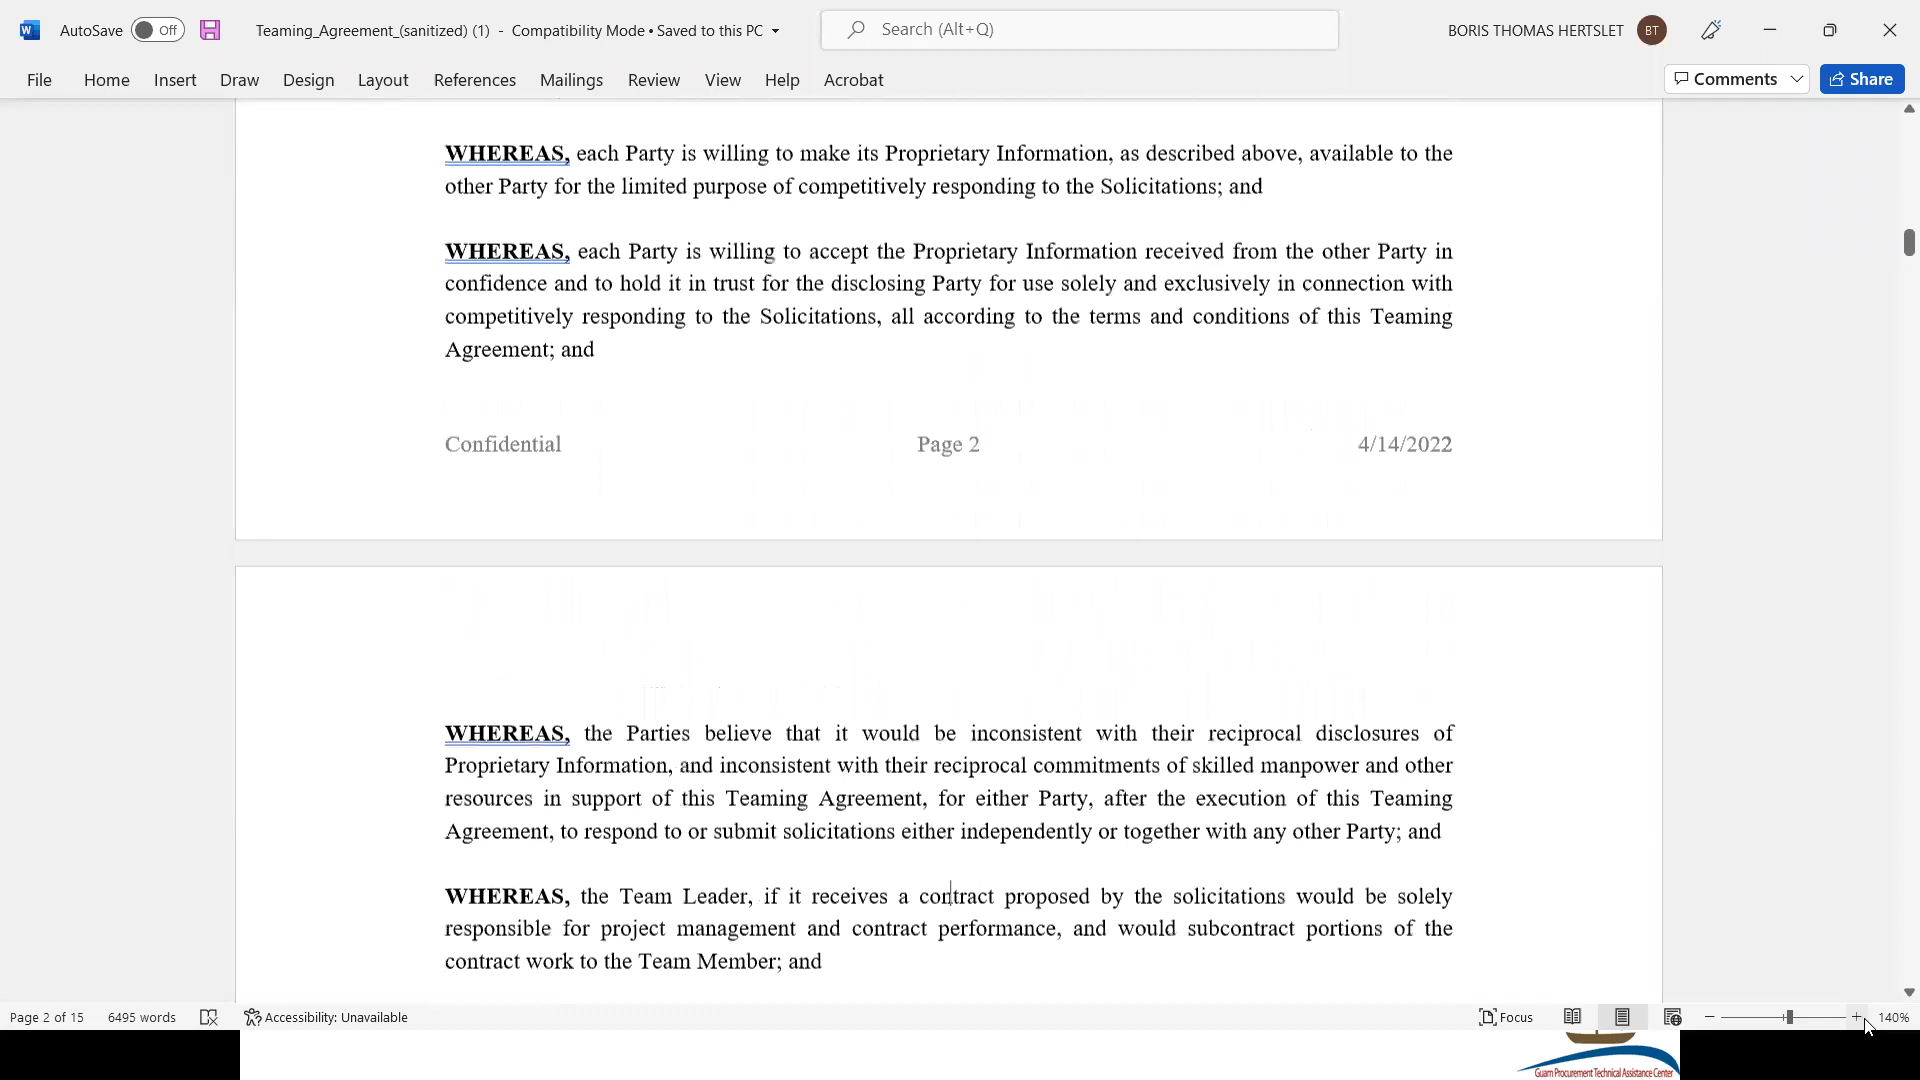 AutoSave Off Teaming_Agreement_(sanitized) (1) - Compatibility Mode • Saved to this PC Search (Alt+Q) BORIS THOMAS HERTSLET BT
File Home Insert Draw Design Layout References Mailings Review View Help Acrobat Comments Share
WHEREAS, each Party is willing to make its Proprietary Information, as described above, available to the
other Party for the limited purpose of competitively responding to the Solicitations; and
WHEREAS, each Party is willing to accept the Proprietary Information received from the other Party in
confidence and to hold it in trust for the disclosing Party for use solely and exclusively in connection with
competitively responding to the Solicitations, all according to the terms and conditions of this Teaming
Agreement; and
Confidential Page 2 4/14/2022
WHEREAS, the Parties believe that it would be inconsistent with their reciprocal disclosures of
Proprietary Information, and inconsistent with their reciprocal commitments of skilled manpower and other
resources in support of this Teaming Agreement, for either Party, after the execution of this Teaming
Agreement, to respond to or submit solicitations either independently or together with any other Party; and
WHEREAS, the Team Leader, if it receives a contract proposed by the solicitations would be solely
responsible for project management and contract performance, and would subcontract portions of the
contract work to the Team Member; and
Page 2 of 15 6495 words Accessibility: Unavailable Focus 140%
Guam Procurement Technical Assistance Center